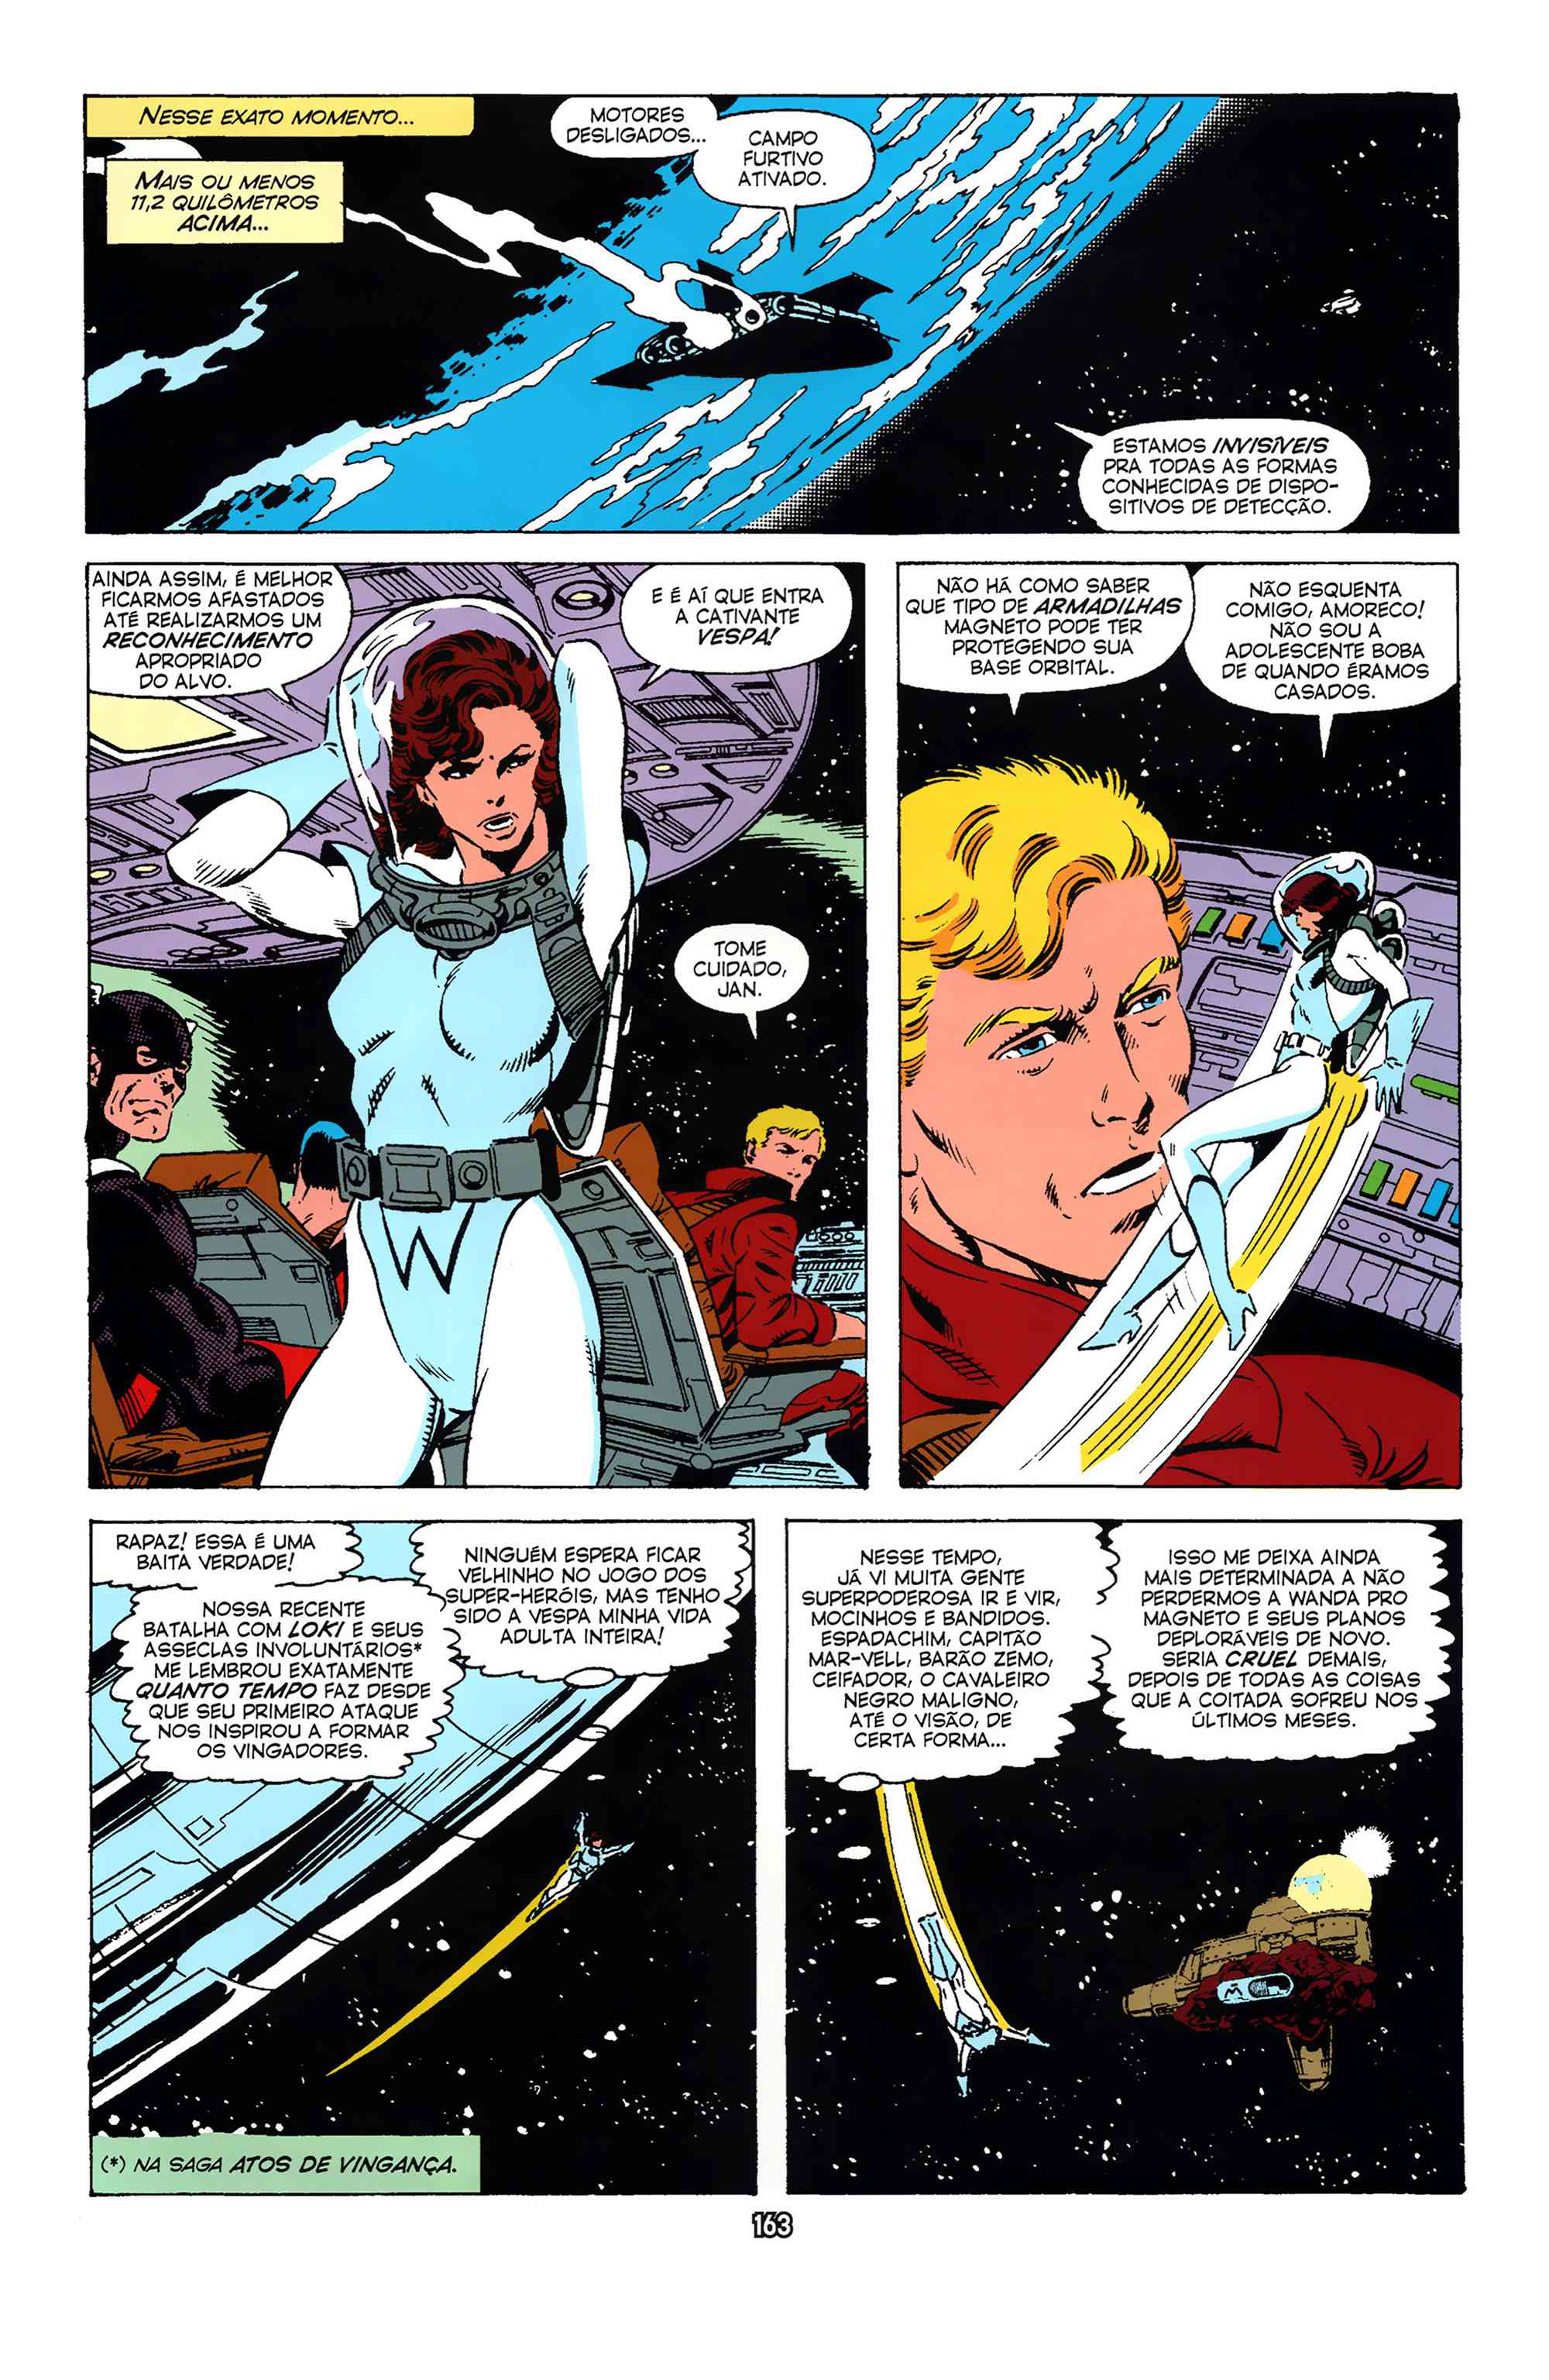 NESSE EXATO MOMENTO...
MAIS OU MENOS
11,2 QUILÔMETROS
ACIMA...
MOTORES
DESLIGADOS...
CAMPO
FURTIVO
ATIVADO.
ESTAMOS INVISÍVEIS
PRA TODAS AS FORMAS
CONHECIDAS DE DISPO-
SITIVOS DE DETECÇÃO.
AINDA ASSIM, É MELHOR
FICARMOS AFASTADOS
ATÉ REALIZARMOS UM
RECONHECIMENTO
APROPRIADO
DO ALVO.
E É AÍ QUE ENTRA
A CATIVANTE
VESPA!
TOME
CUIDADO,
JAN.
W
NÃO HÁ COMO SABER
QUE TIPO DE ARMADILHAS
MAGNETO PODE TER
PROTEGENDO SUA
BASE ORBITAL.
NÃO ESQUENTA
COMIGO, AMORECO!
NÃO SOU A
ADOLESCENTE BOBA
DE QUANDO ÉRAMOS
CASADOS.
RAPAZ! ESSA É UMA
BAITA VERDADE!
NOSSA RECENTE
BATALHA COM LOKI E SEUS
ASSECLAS INVOLUNTÁRIOS*
ME LEMBROU EXATAMENTE
QUANTO TEMPO FAZ DESDE
QUE SEU PRIMEIRO ATAQUE
NOS INSPIROU A FORMAR
OS VINGADORES.
NINGUÉM ESPERA FICAR
VELHINHO NO JOGO DOS
SUPER-HERÓIS, MAS TENHO
SIDO A VESPA MINHA VIDA
ADULTA INTEIRA!
(*) NA SAGA ATOS DE VINGANÇA.
NESSE TEMPO,
JÁ VI MUITA GENTE
SUPERPODEROSA IR E VIR,
MOCINHOS E BANDIDOS.
ESPADACHIM, CAPITÃO
MAR-VELL, BARÃO ZEMO,
CEIFADOR, O CAVALEIRO
NEGRO MALIGNO,
ATÉ O VISÃO, DE
CERTA FORMA...
ISSO ME DEIXA AINDA
MAIS DETERMINADA A NÃO
PERDERMOS A WANDA PRO
MAGNETO E SEUS PLANOS
DEPLORÁVEIS DE NOVO.
SERIA CRUEL DEMAIS,
DEPOIS DE TODAS AS COISAS
QUE A COITADA SOFREU NOS
ÚLTIMOS MESES.
M
163